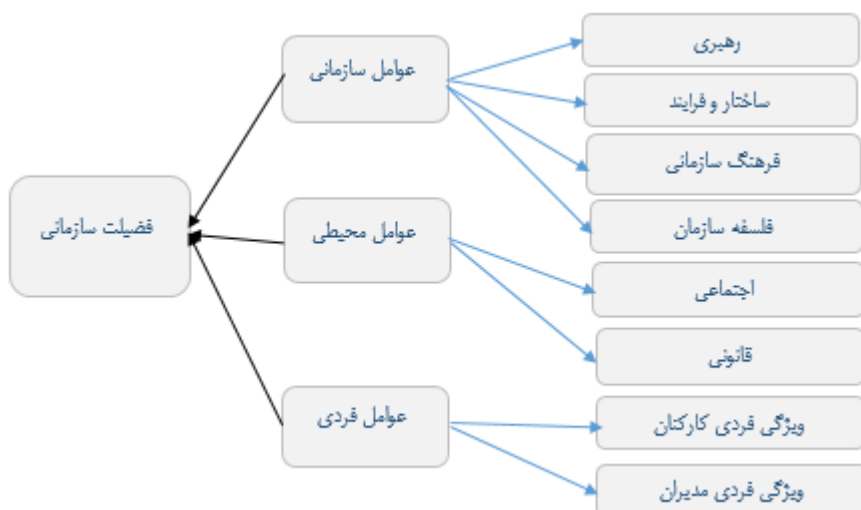 رهبری
عوامل سازمانی
ساختار و فرایند
فرهنگ سازمانی
فضیلت سازمانی
عوامل محیطی
فلسفه سازمان
اجتماعی
قانونی
عوامل فردی
ویژگی فردی کارکنان
ویژگی فردی مدیران